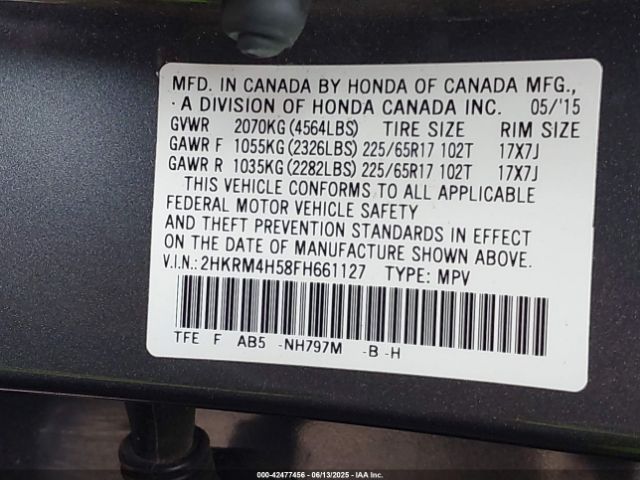 MFD. IN CANADA BY HONDA OF CANADA MFG.,
A DIVISION OF HONDA CANADA INC. 05/'15
GVWR 2070KG (4564LBS) TIRE SIZE RIM SIZE
GAWR F 1055KG (2326LBS) 225/65R17 102T 17X7J
GAWR R 1035KG (2282LBS) 225/65R17 102T 17X7J
THIS VEHICLE CONFORMS TO ALL APPLICABLE
FEDERAL MOTOR VEHICLE SAFETY
AND THEFT PREVENTION STANDARDS IN EFFECT
ON THE DATE OF MANUFACTURE SHOWN ABOVE.
V.I.N.:2HKRM4H58FH661127 TYPE: MPV
TFE F AB5 -NH797M -B -H
000-42477456 - 06/13/2025 - IAA Inc.